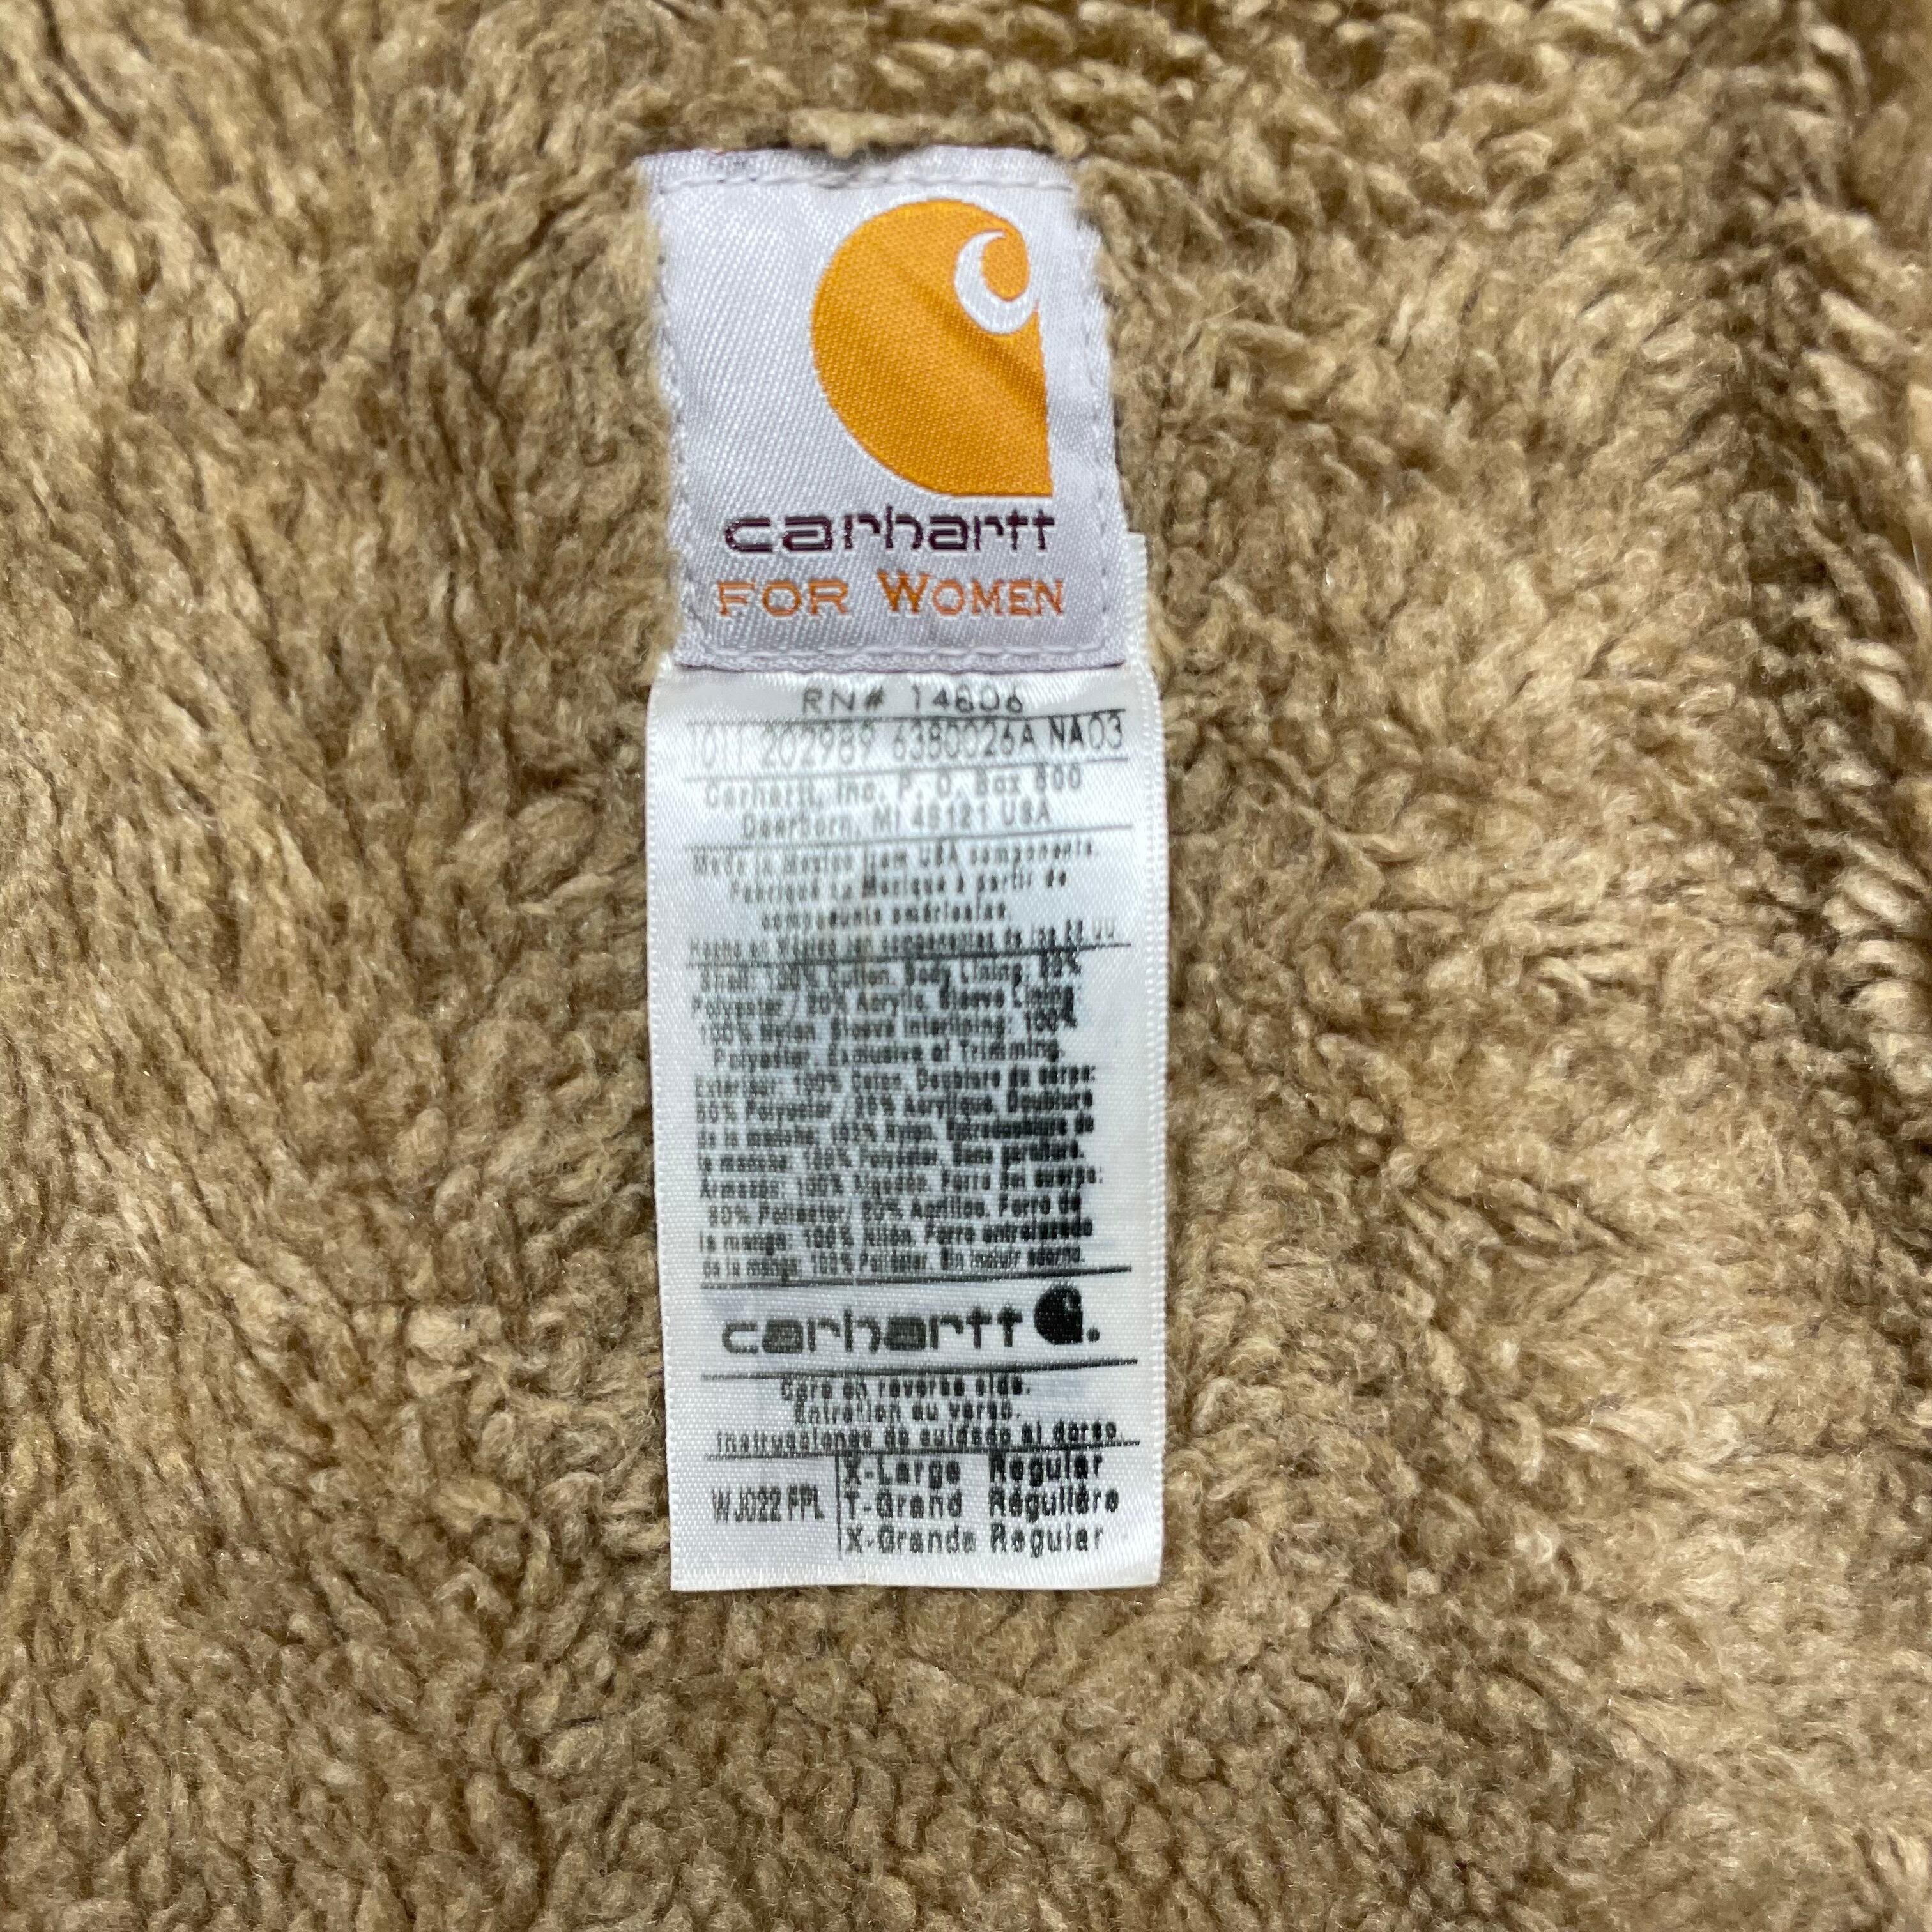 carhartt
FOR WOMEN
RN# 14806
1011 202989 6380026A NA03
Carhartt, Inc. P. O. Box 600
Dearborn, MI 48121 USA
Made in Mexico from USA components.
Fabriqué au Mexique à partir de
composants américains.
Hecho en México con componentes de los EE UU
Shell: 100% Cotton, Body Lining: 80%
Polyester / 20% Acrylic, Sleeve Lining
100% Nylon, Sleeve Interlining: 100%
Polyester, Exclusive of Trimming.
Extérieur: 100% Coton, Doublure du corps:
80% Polyester / 20% Acrylique, Doublure
de la manche: 100% Nylon, Entredoublure de
la manche: 100% Polyester, Sans garniture.
Armazón: 100% Algodón, Forro del cuerpo:
80% Poliéster/ 20% Acrílico. Forro de
la manga: 100% Nilón. Forro entrelazado
de la manga: 100% Poliéster. Sin incluir adorno.
carhartt
Care on reverse side.
Entretien au verso.
Instrucciones de cuidado al dorso.
WJ022 FPL X-Large Regular
T-Grand Régulière
X-Grande Regular